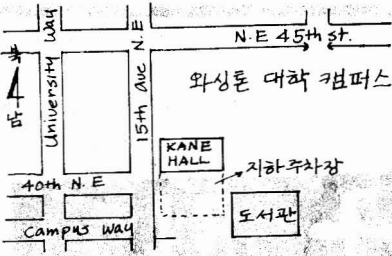 N.E 45th st.
University Way
15th Ave N.E
북
남
와싱톤 대학 캠퍼스
KANE
HALL
지하주차장
40th N.E
도서관
Campus Way